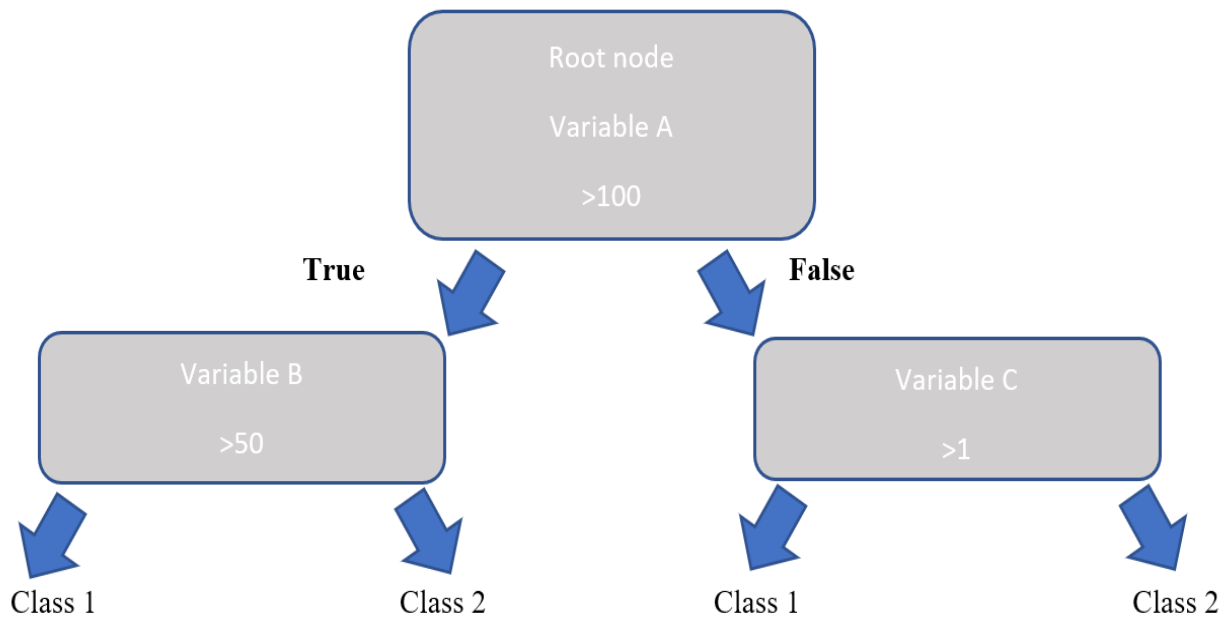 Root node
Variable A
>100
True
False
Variable B
>50
Variable C
>1
Class 1
Class 2
Class 1
Class 2